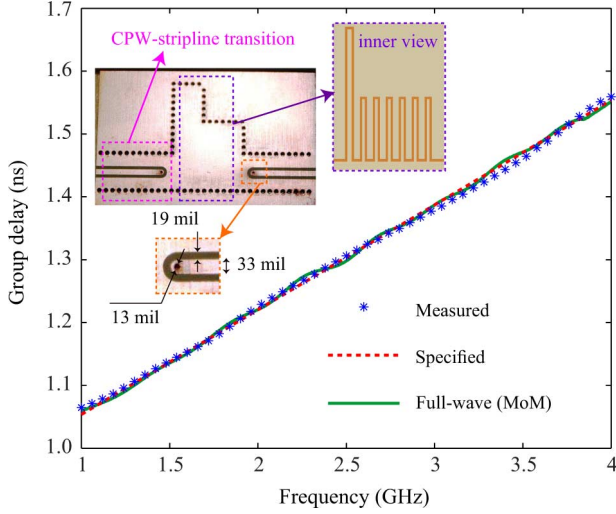 1.7
CPW-stripline transition
inner view
1.6
1.5
1.4
19 mil
1.3
33 mil
1.2
13 mil
Measured
1.1
Specified
Full-wave (MoM)
1.0
1
1.5
2
2.5
3
3.5
4
Frequency (GHz)
Group delay (ns)